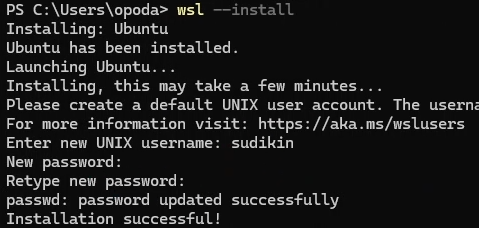 PS C:\Users\opoda> wsl --install
Installing: Ubuntu
Ubuntu has been installed.
Launching Ubuntu...
Installing, this may take a few minutes...
Please create a default UNIX user account. The userna
For more information visit: https://aka.ms/wslusers
Enter new UNIX username: sudikin
New password:
Retype new password:
passwd: password updated successfully
Installation successful!